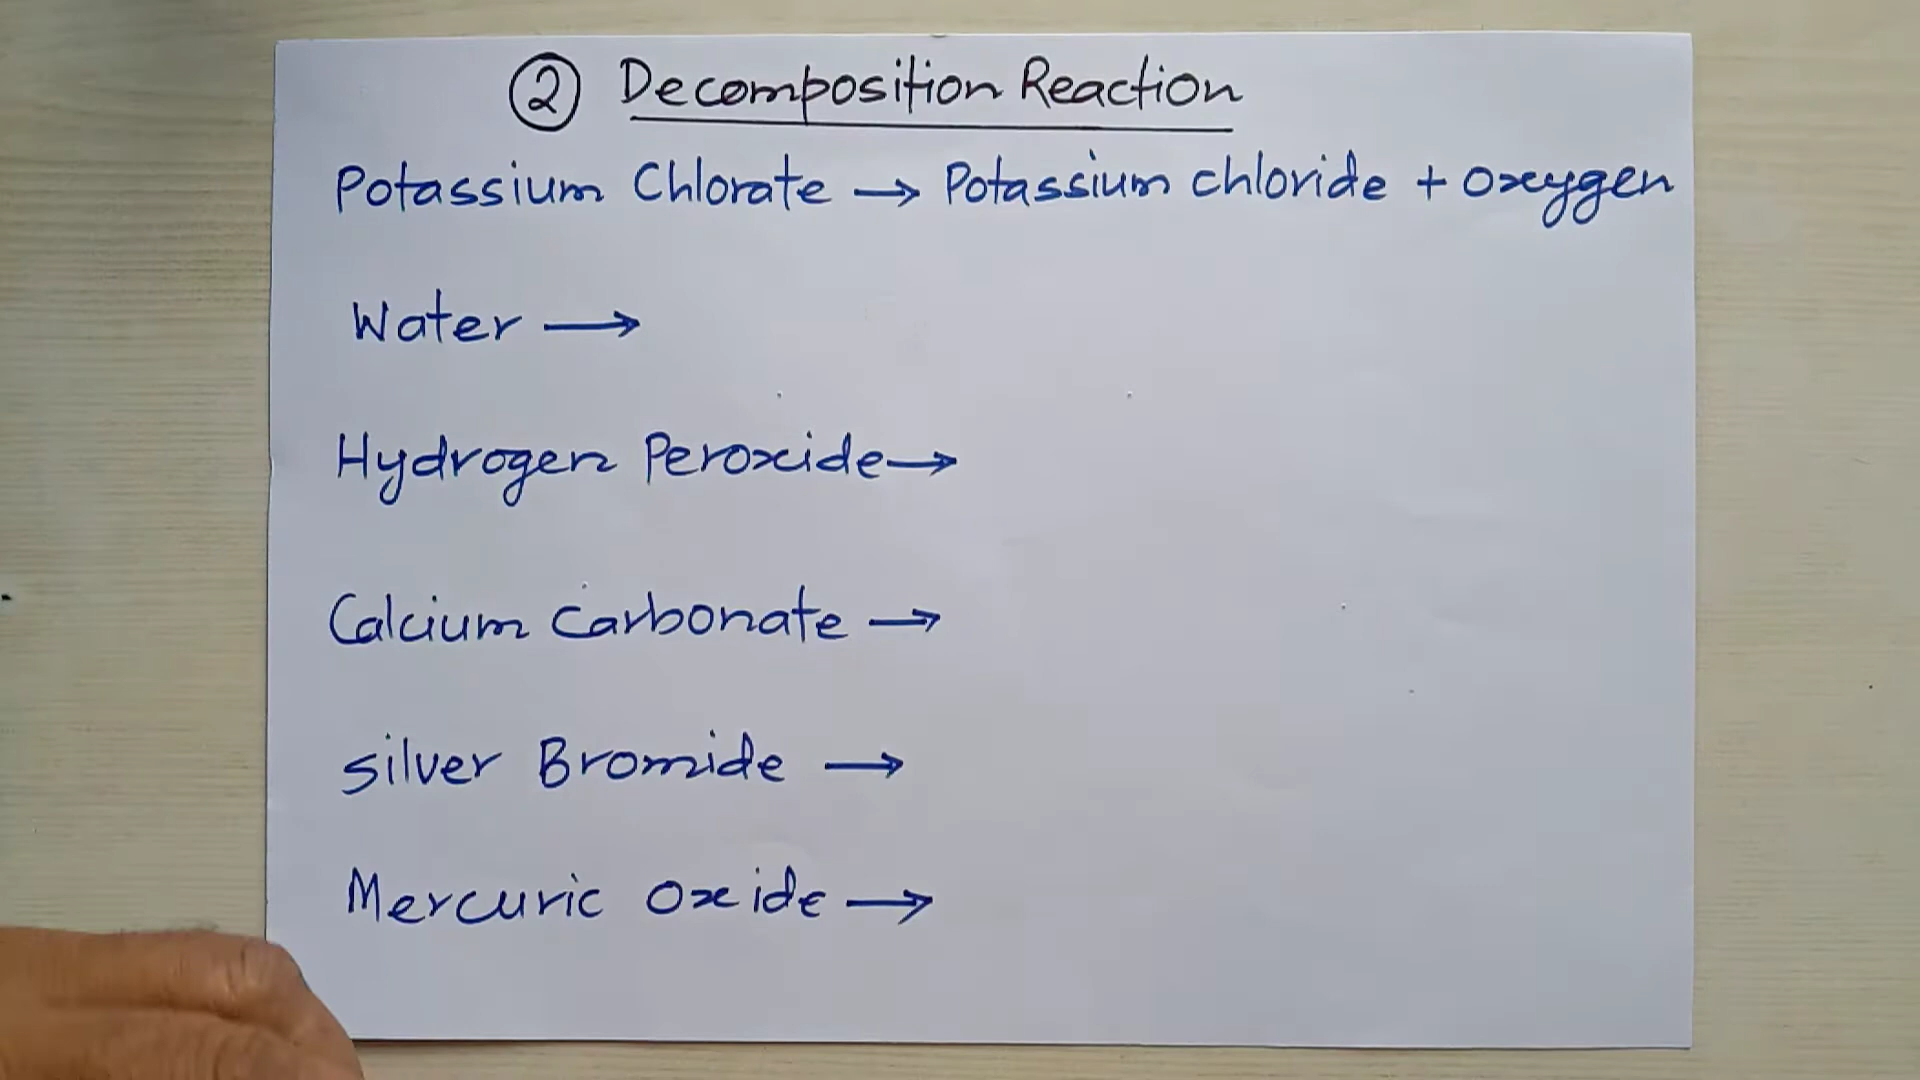 ② Decomposition Reaction
Potassium Chlorate → Potassium chloride + oxygen
Water →
Hydrogen Peroxide →
Calcium Carbonate →
silver Bromide →
Mercuric oxide →